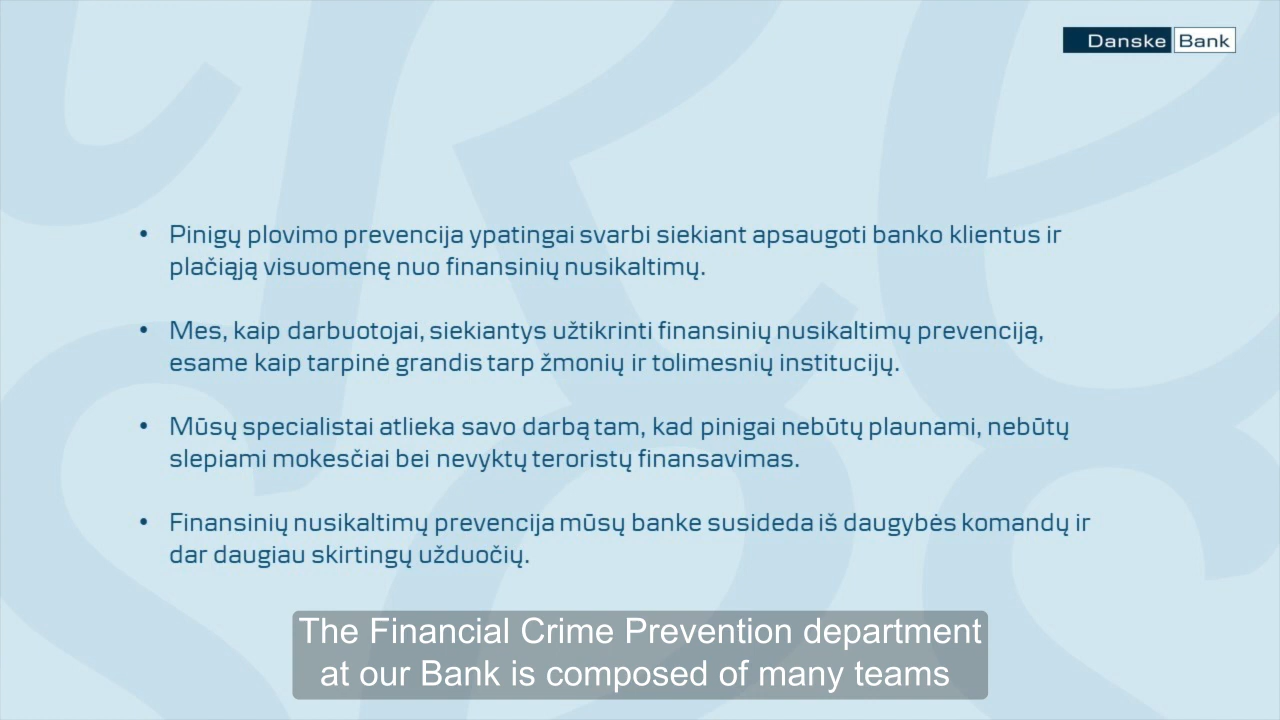 Danske Bank
• Pinigų plovimo prevencija ypatingai svarbi siekiant apsaugoti banko klientus ir
plačiąją visuomenę nuo finansinių nusikaltimų.
• Mes, kaip darbuotojai, siekiantys užtikrinti finansinių nusikaltimų prevenciją,
esame kaip tarpinė grandis tarp žmonių ir tolimesnių institucijų.
• Mūsų specialistai atlieka savo darbą tam, kad pinigai nebūtų plaunami, nebūtų
slepiami mokesčiai bei nevyktų teroristų finansavimas.
• Finansinių nusikaltimų prevencija mūsų banke susideda iš daugybės komandų ir
dar daugiau skirtingų užduočių.
The Financial Crime Prevention department
at our Bank is composed of many teams